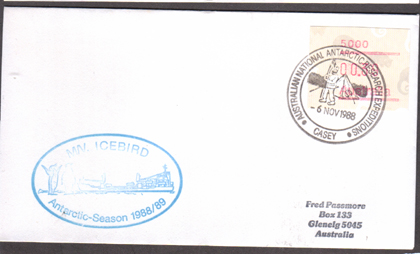 5000
AUSTRALIAN NATIONAL ANTARCTIC RESEARCH EXPEDITIONS
- 6 NOV 1988
CASEY
MV. ICEBIRD
Antarctic-Season 1988/89
Fred Passmore
Box 133
Glenelg 5045
Australia